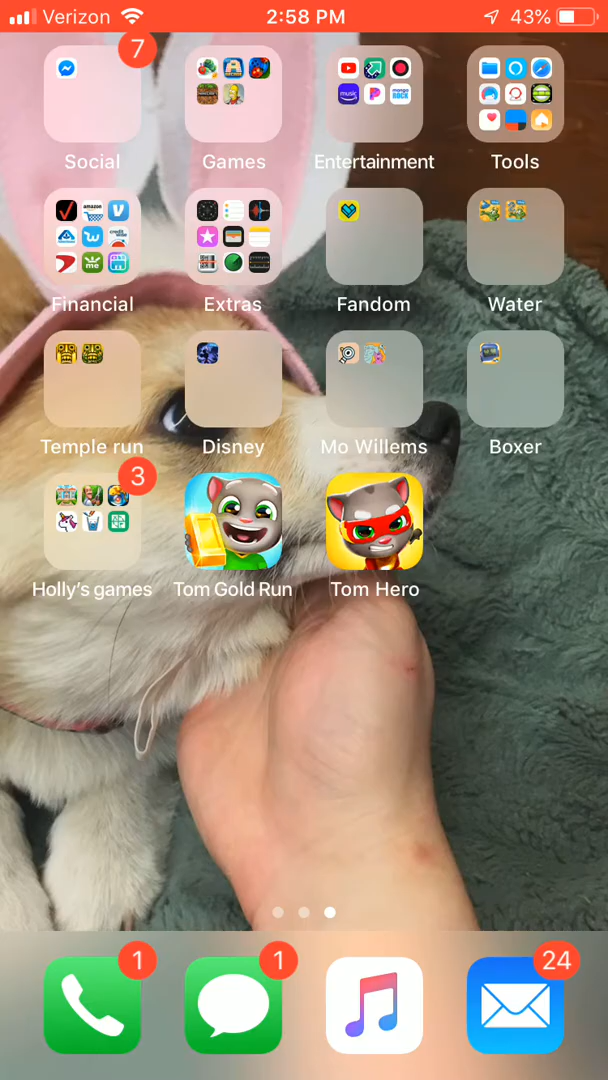 Verizon 2:58 PM 43%
7
Social Games Entertainment Tools
Financial Extras Fandom Water
Temple run Disney Mo Willems Boxer
3
Holly's games Tom Gold Run Tom Hero
1 1 24